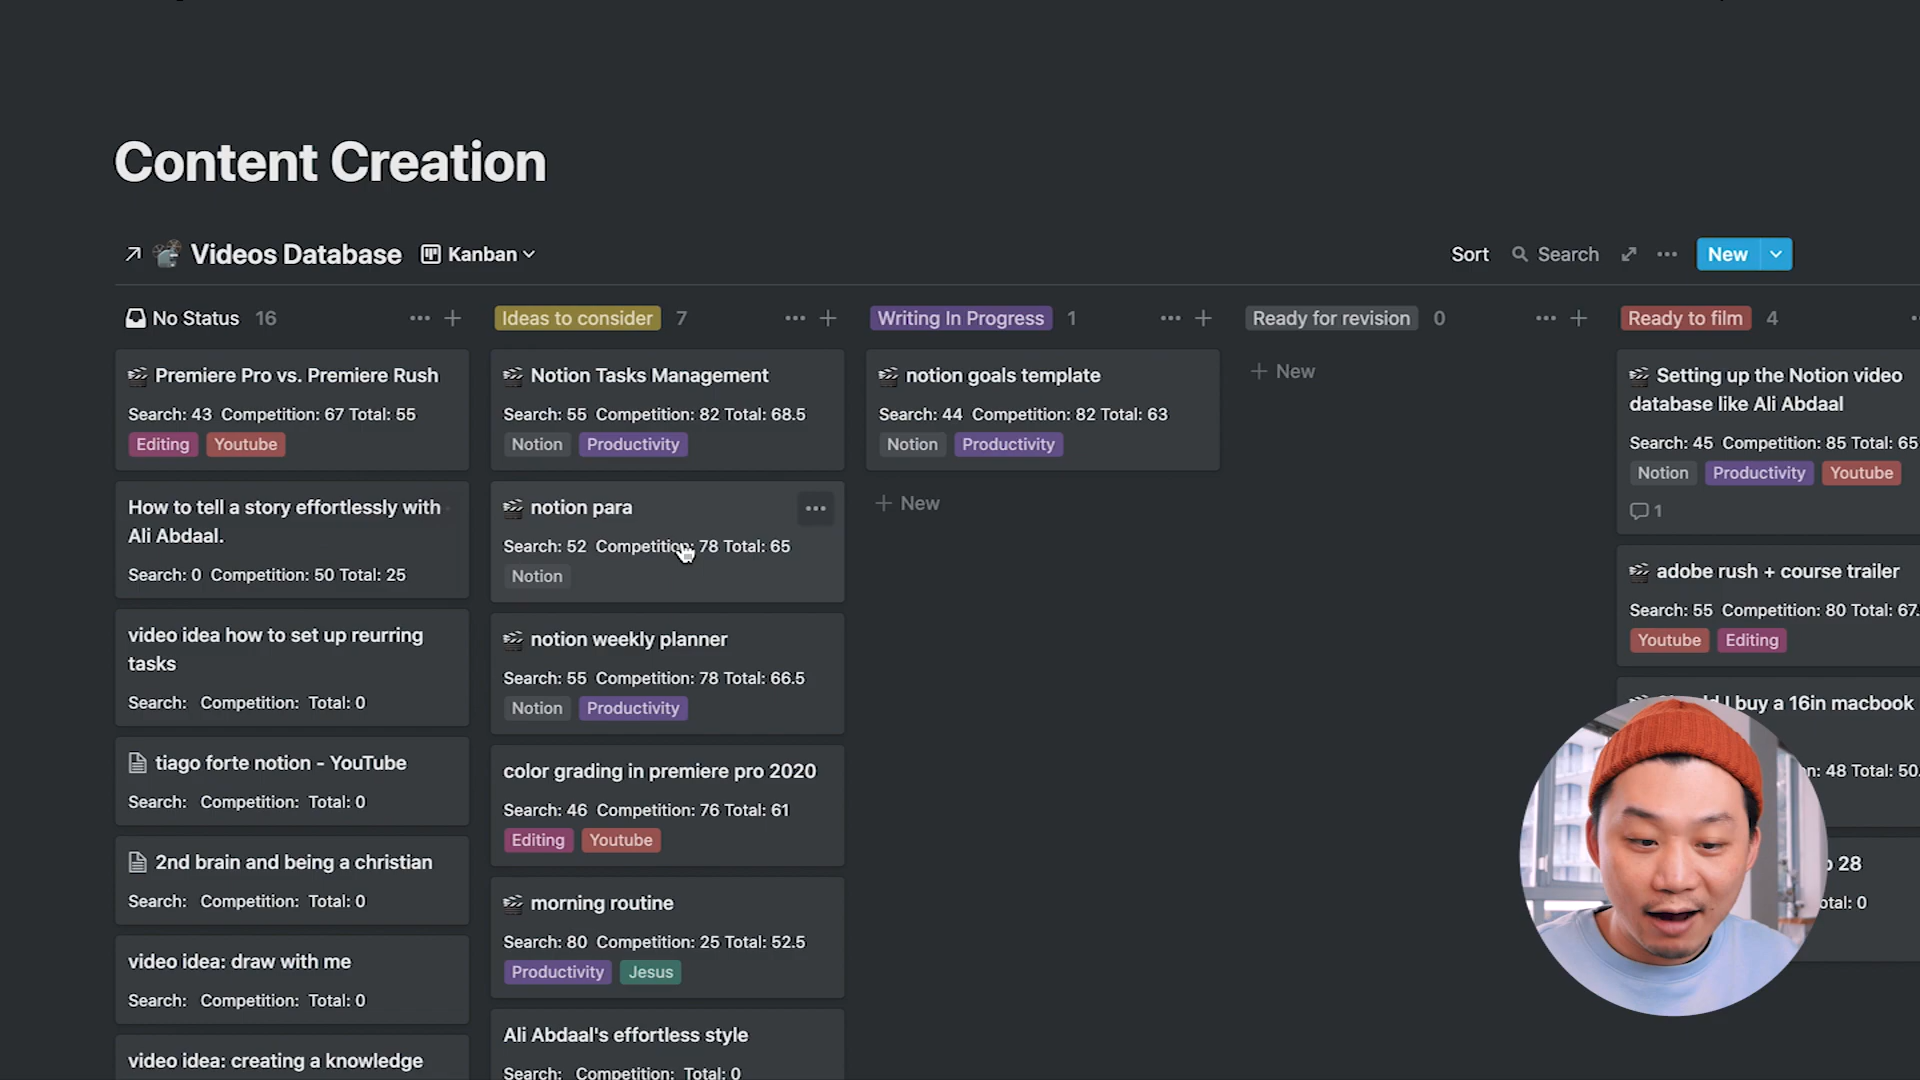 Content Creation
Videos Database Kanban
Sort Search New
No Status 16
Premiere Pro vs. Premiere Rush
Search: 43 Competition: 67 Total: 55
Editing Youtube
How to tell a story effortlessly with
Ali Abdaal.
Search: 0 Competition: 50 Total: 25
video idea how to set up reurring
tasks
Search: Competition: Total: 0
tiago forte notion - YouTube
Search: Competition: Total: 0
2nd brain and being a christian
Search: Competition: Total: 0
video idea: draw with me
Search: Competition: Total: 0
video idea: creating a knowledge
Ideas to consider 7
Notion Tasks Management
Search: 55 Competition: 82 Total: 68.5
Notion Productivity
notion para
Search: 52 Competition: 78 Total: 65
Notion
notion weekly planner
Search: 55 Competition: 78 Total: 66.5
Notion Productivity
color grading in premiere pro 2020
Search: 46 Competition: 76 Total: 61
Editing Youtube
morning routine
Search: 80 Competition: 25 Total: 52.5
Productivity Jesus
Ali Abdaal's effortless style
Search: Competition: Total: 0
Writing In Progress 1
notion goals template
Search: 44 Competition: 82 Total: 63
Notion Productivity
+ New
Ready for revision 0
+ New
Ready to film 4
Setting up the Notion video
database like Ali Abdaal
Search: 45 Competition: 85 Total: 65
Notion Productivity Youtube
1
adobe rush + course trailer
Search: 55 Competition: 80 Total: 67.
Youtube Editing
I buy a 16in macbook
48 Total: 50.
28
0